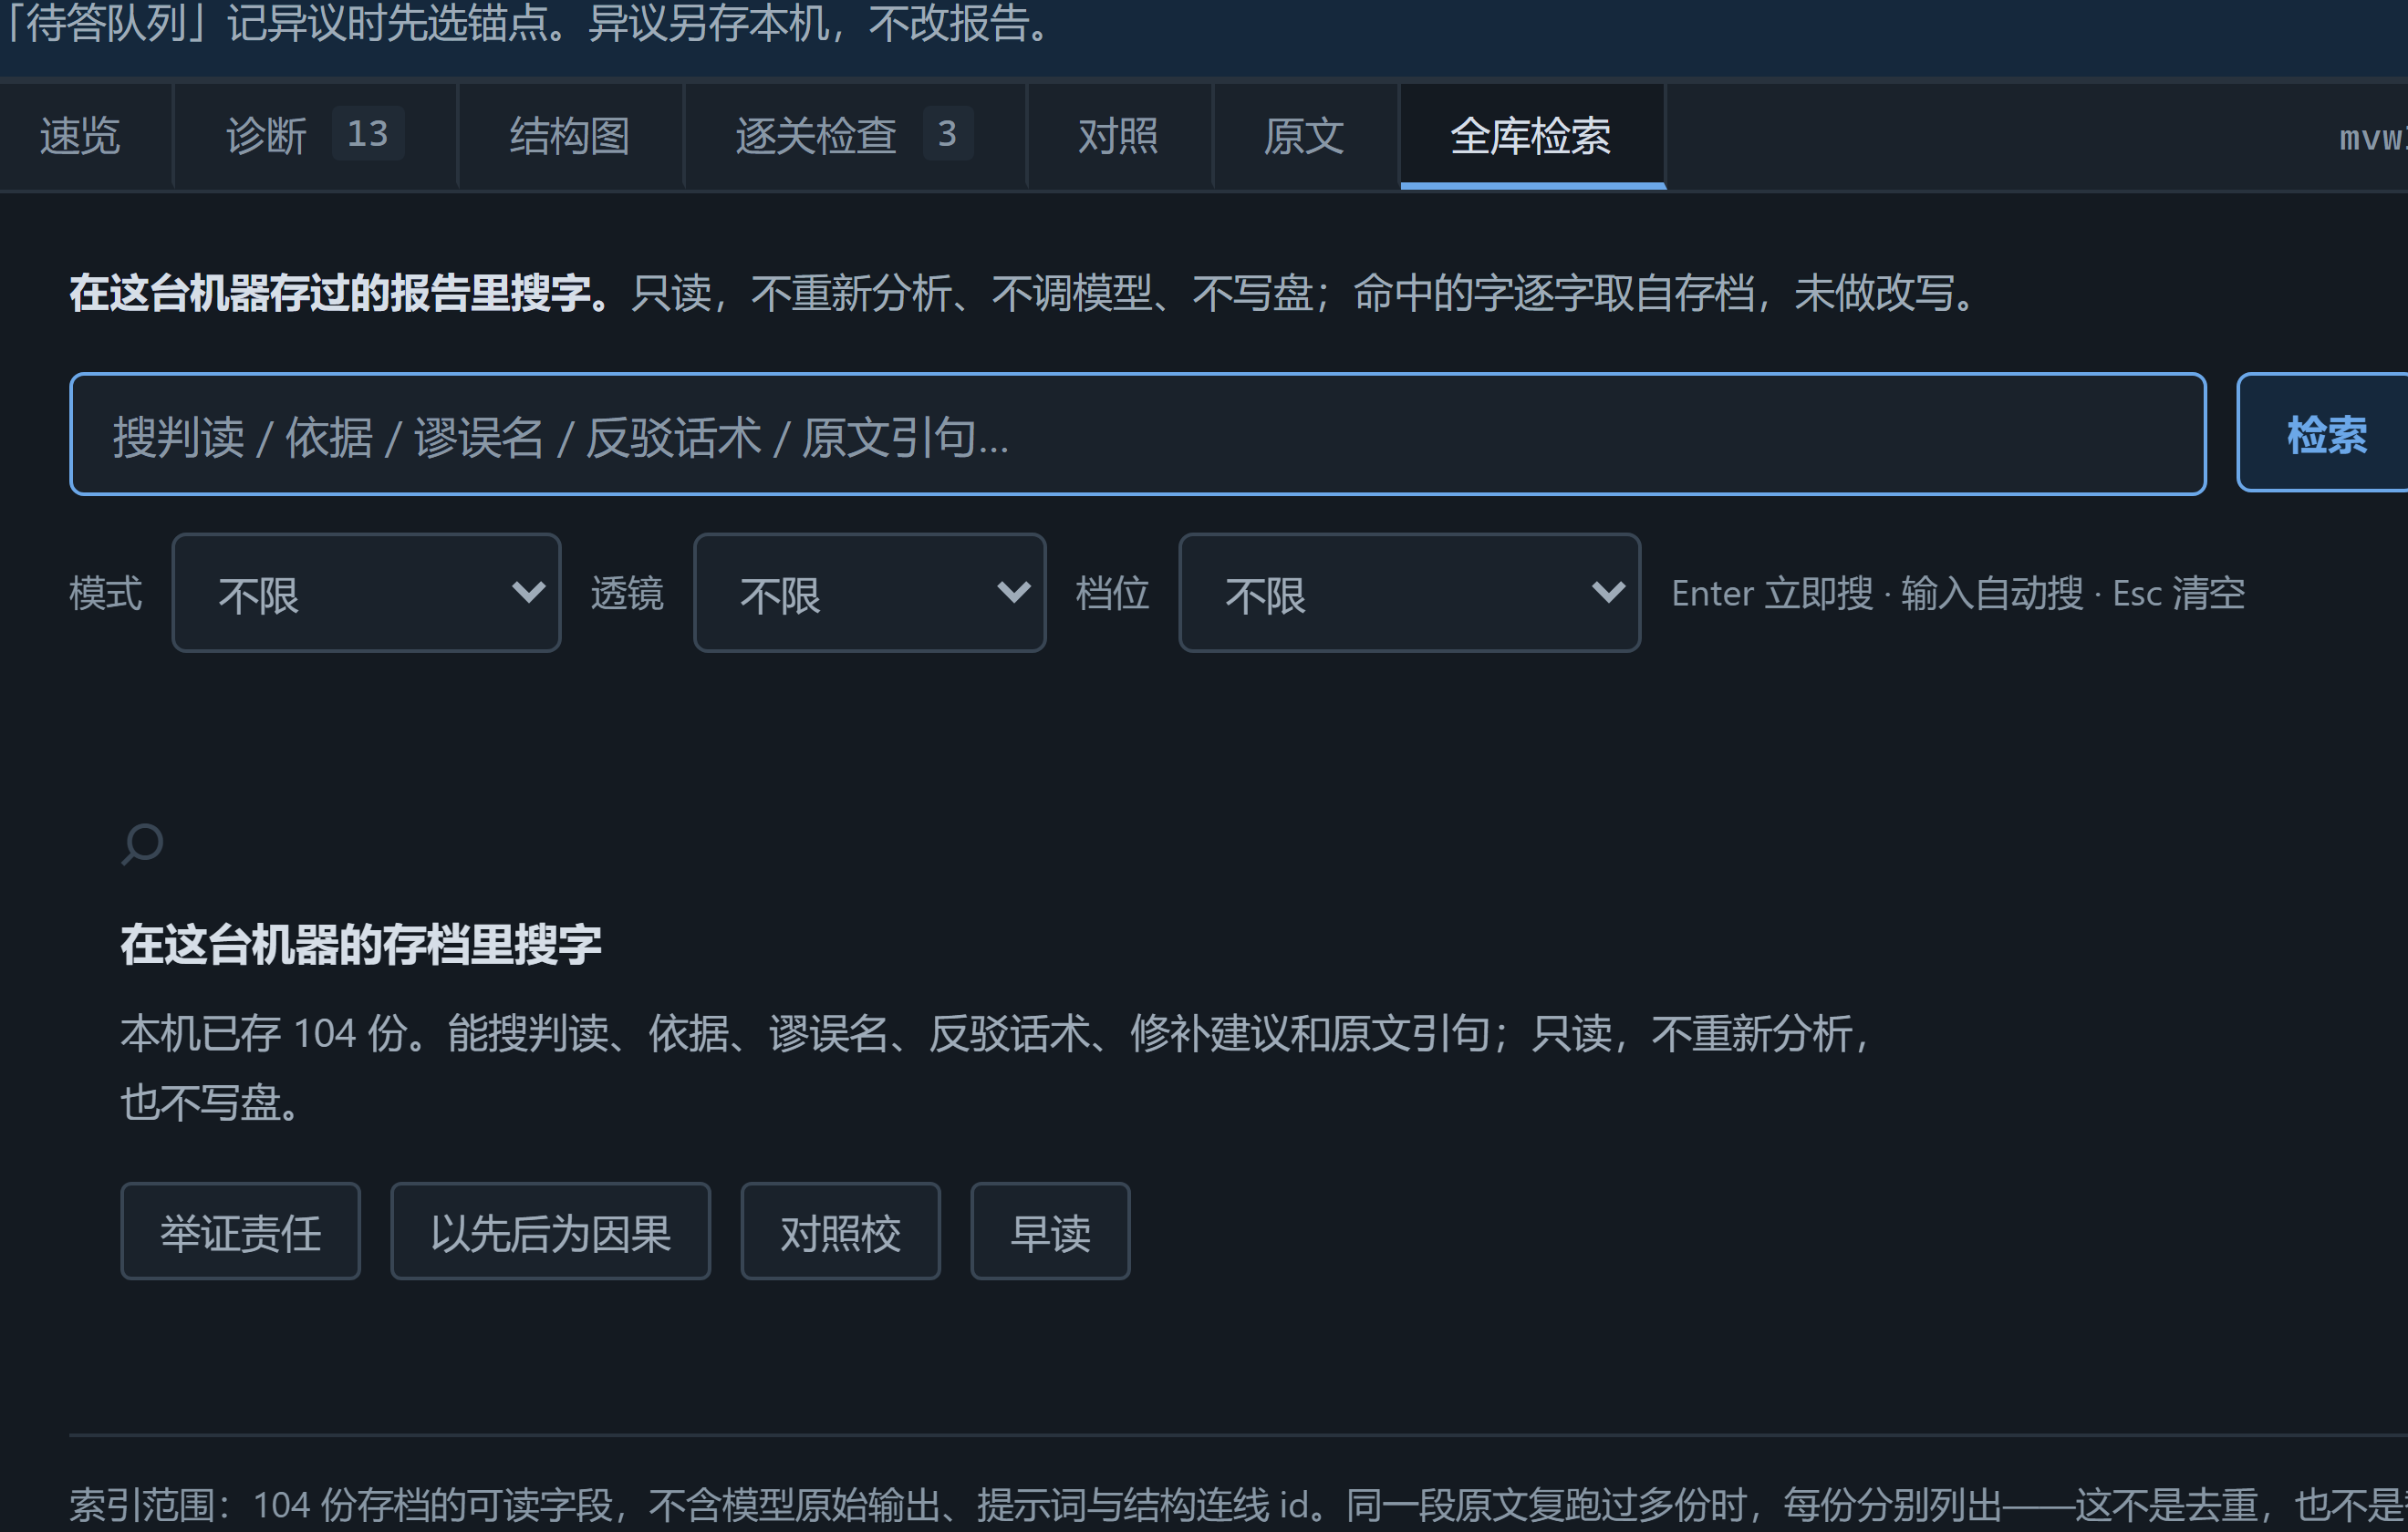 「待答队列」记异议时先选锚点。异议另存本机，不改报告。
速览 诊断 13 结构图 逐关检查 3 对照 原文 全库检索 mvw
在这台机器存过的报告里搜字。只读，不重新分析、不调模型、不写盘；命中的字逐字取自存档，未做改写。
搜判读 / 依据 / 谬误名 / 反驳话术 / 原文引句... 检索
模式 不限 透镜 不限 档位 不限 Enter 立即搜 · 输入自动搜 · Esc 清空
在这台机器的存档里搜字
本机已存 104 份。能搜判读、依据、谬误名、反驳话术、修补建议和原文引句；只读，不重新分析，
也不写盘。
举证责任 以先后为因果 对照校 早读
索引范围：104 份存档的可读字段，不含模型原始输出、提示词与结构连线 id。同一段原文复跑过多份时，每份分别列出——这不是去重，也不是